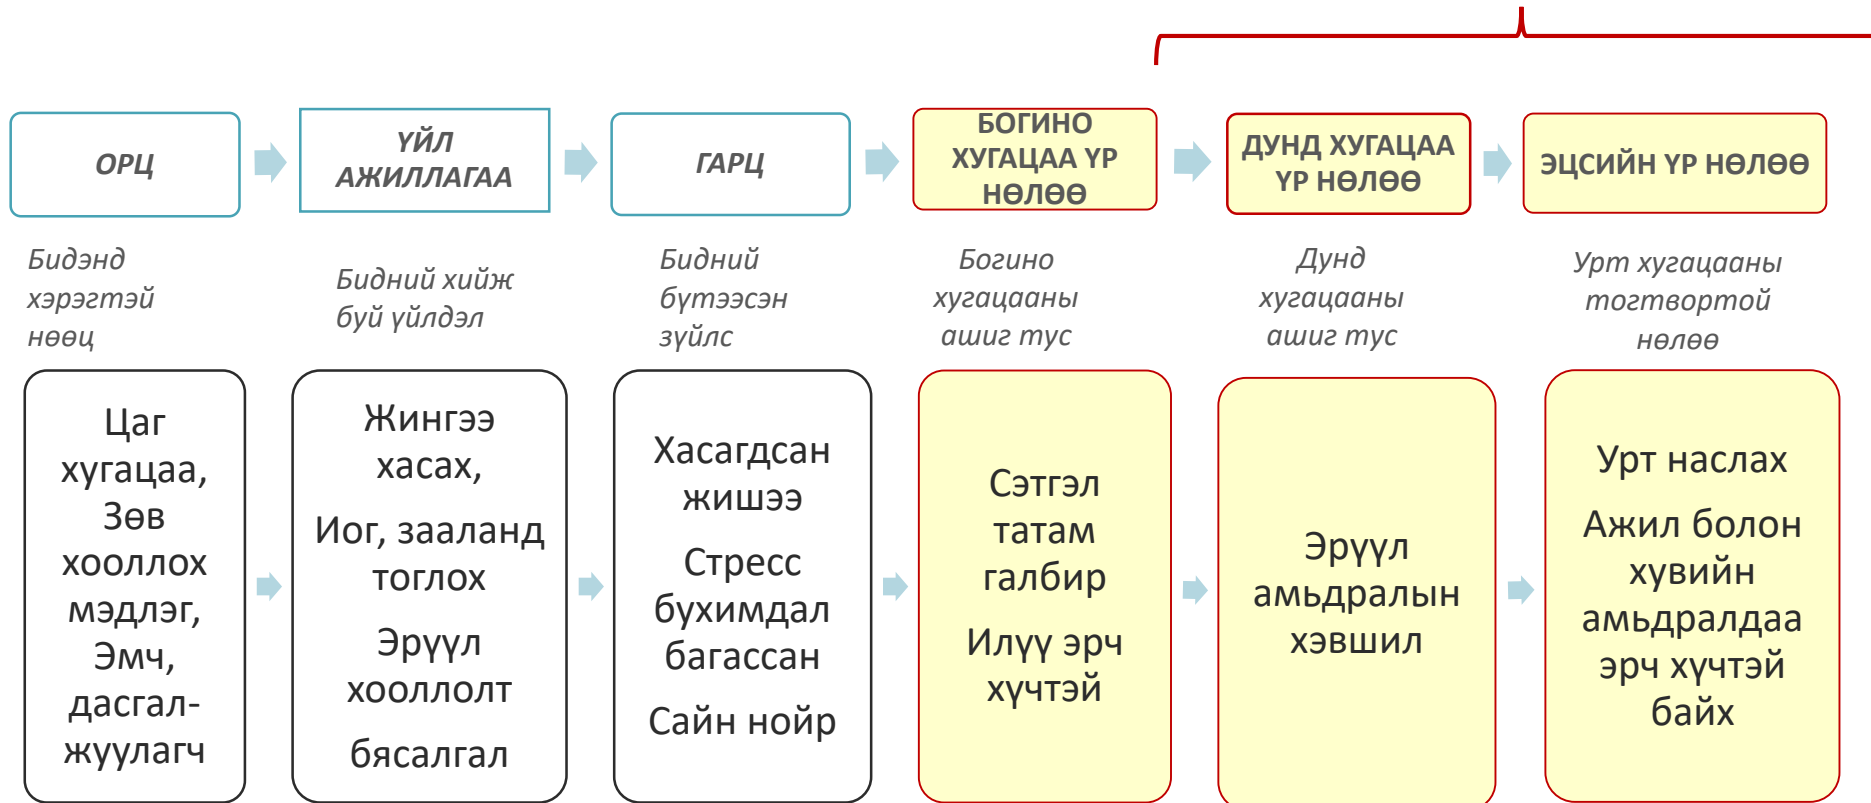 ОРЦ
ҮЙЛ
АЖИЛЛАГАА
ГАРЦ
БОГИНО
ХУГАЦАА ҮР
НӨЛӨӨ
ДУНД ХУГАЦАА
ҮР НӨЛӨӨ
ЭЦСИЙН ҮР НӨЛӨӨ
Бидэнд
хэрэгтэй
нөөц
Бидний хийж
буй үйлдэл
Бидний
бүтээсэн
зүйлс
Богино
хугацааны
ашиг тус
Дунд
хугацааны
ашиг тус
Урт хугацааны
тогтвортой
нөлөө
Цаг
хугацаа,
Зөв
хооллох
мэдлэг,
Эмч,
дасгал-
жуулагч
Жингээ
хасах,
Иог, зааланд
тоглох
Эрүүл
хооллолт
бясалгал
Хасагдсан
жишээ
Стресс
бухимдал
багассан
Сайн нойр
Сэтгэл
татам
галбир
Илүү эрч
хүчтэй
Эрүүл
амьдралын
хэвшил
Урт наслах
Ажил болон
хувийн
амьдралдаа
эрч хүчтэй
байх